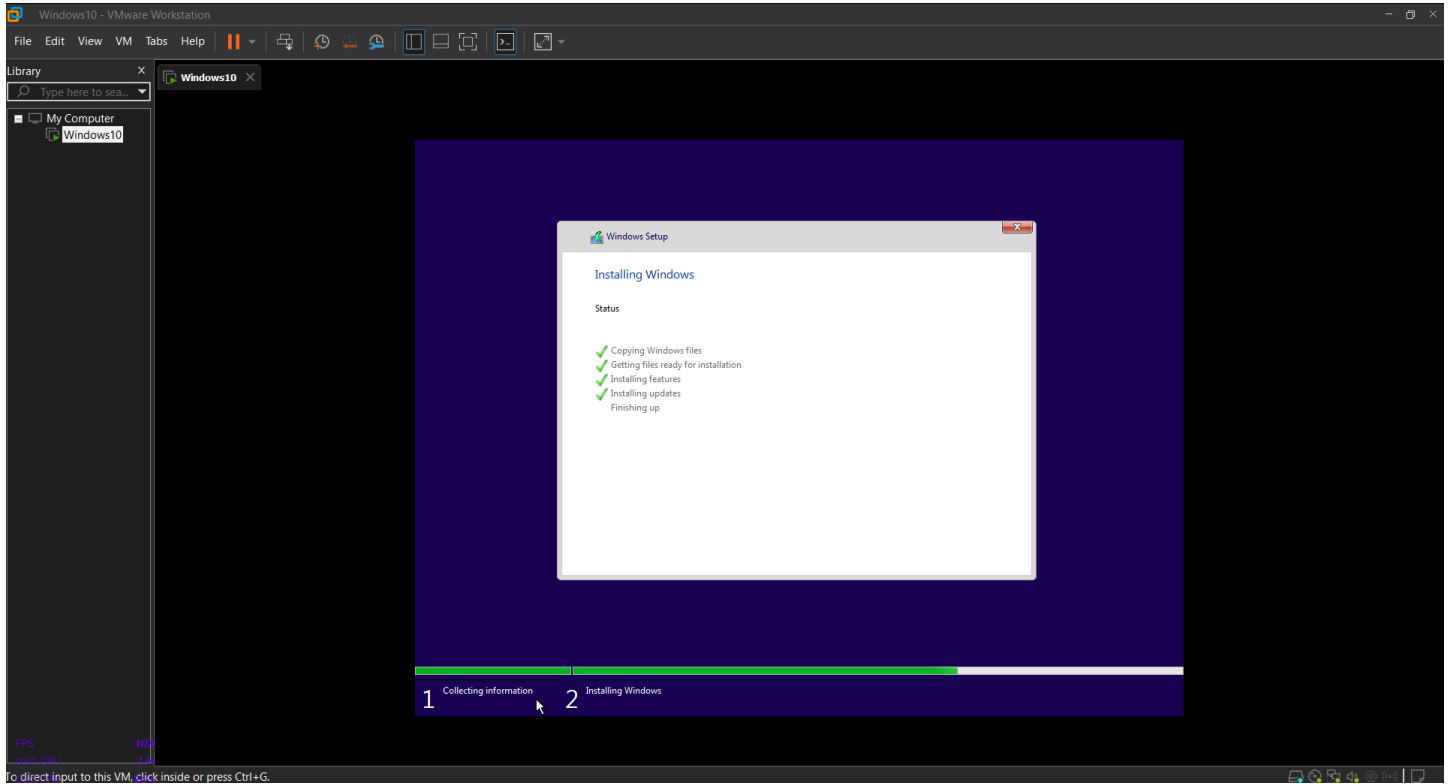 Windows10 - VMware Workstation
File Edit View VM Tabs Help
Library X
Windows10
Type here to sea...
My Computer
Windows10
Windows Setup
Installing Windows
Status
Copying Windows files
Getting files ready for installation
Installing features
Installing updates
Finishing up
1 Collecting information 2 Installing Windows
FPS N/A
To direct input to this VM, click inside or press Ctrl+G.